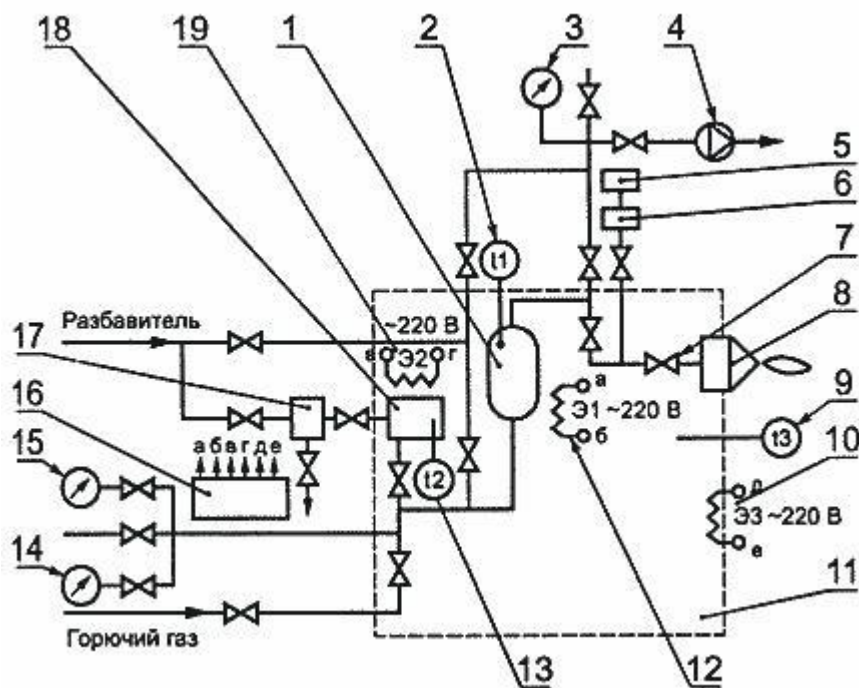 18 19 1 2 3 4
5
6
7
8
9
10
11
12
13
14
15
16
17
t1
Разбавитель
~220 В
в Э2 г
а
Э1 ~220 В
б
t3
д
Э3 ~220 В
е
а б в г д е
t2
Горючий газ